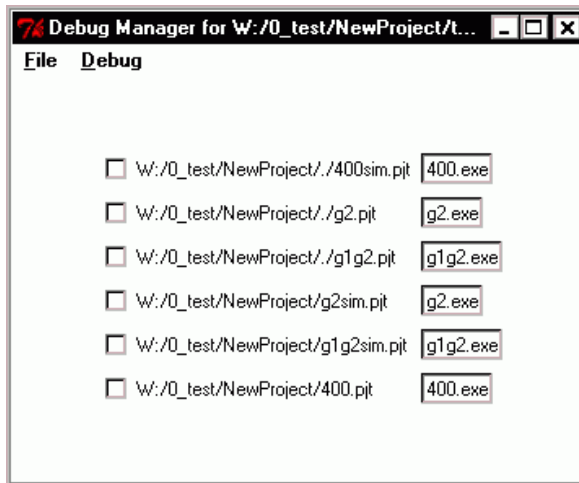 Debug Manager for W:/0_test/NewProject/t...
File Debug
W:/0_test/NewProject/./400sim.pjt 400.exe
W:/0_test/NewProject/./g2.pjt g2.exe
W:/0_test/NewProject/./g1g2.pjt g1g2.exe
W:/0_test/NewProject/g2sim.pjt g2.exe
W:/0_test/NewProject/g1g2sim.pjt g1g2.exe
W:/0_test/NewProject/400.pjt 400.exe